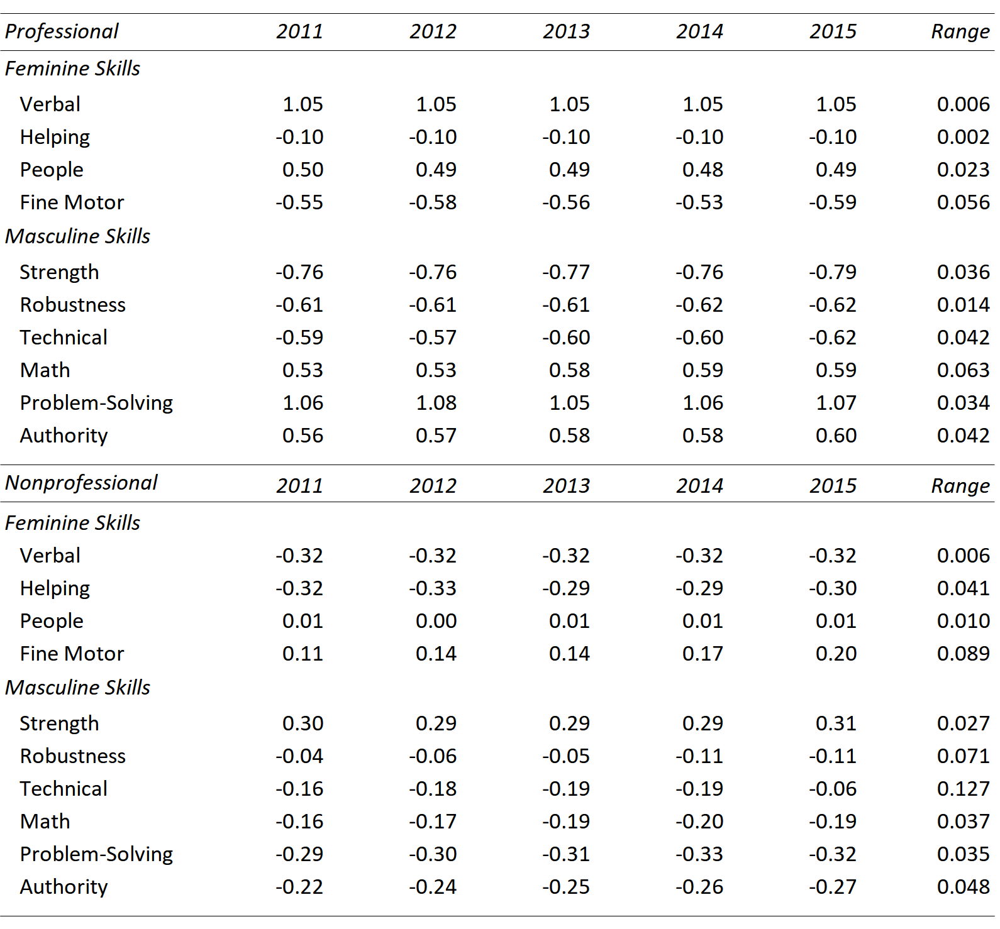 Professional 2011 2012 2013 2014 2015 Range
Feminine Skills
Verbal 1.05 1.05 1.05 1.05 1.05 0.006
Helping -0.10 -0.10 -0.10 -0.10 -0.10 0.002
People 0.50 0.49 0.49 0.48 0.49 0.023
Fine Motor -0.55 -0.58 -0.56 -0.53 -0.59 0.056
Masculine Skills
Strength -0.76 -0.76 -0.77 -0.76 -0.79 0.036
Robustness -0.61 -0.61 -0.61 -0.62 -0.62 0.014
Technical -0.59 -0.57 -0.60 -0.60 -0.62 0.042
Math 0.53 0.53 0.58 0.59 0.59 0.063
Problem-Solving 1.06 1.08 1.05 1.06 1.07 0.034
Authority 0.56 0.57 0.58 0.58 0.60 0.042
Nonprofessional 2011 2012 2013 2014 2015 Range
Feminine Skills
Verbal -0.32 -0.32 -0.32 -0.32 -0.32 0.006
Helping -0.32 -0.33 -0.29 -0.29 -0.30 0.041
People 0.01 0.00 0.01 0.01 0.01 0.010
Fine Motor 0.11 0.14 0.14 0.17 0.20 0.089
Masculine Skills
Strength 0.30 0.29 0.29 0.29 0.31 0.027
Robustness -0.04 -0.06 -0.05 -0.11 -0.11 0.071
Technical -0.16 -0.18 -0.19 -0.19 -0.06 0.127
Math -0.16 -0.17 -0.19 -0.20 -0.19 0.037
Problem-Solving -0.29 -0.30 -0.31 -0.33 -0.32 0.035
Authority -0.22 -0.24 -0.25 -0.26 -0.27 0.048